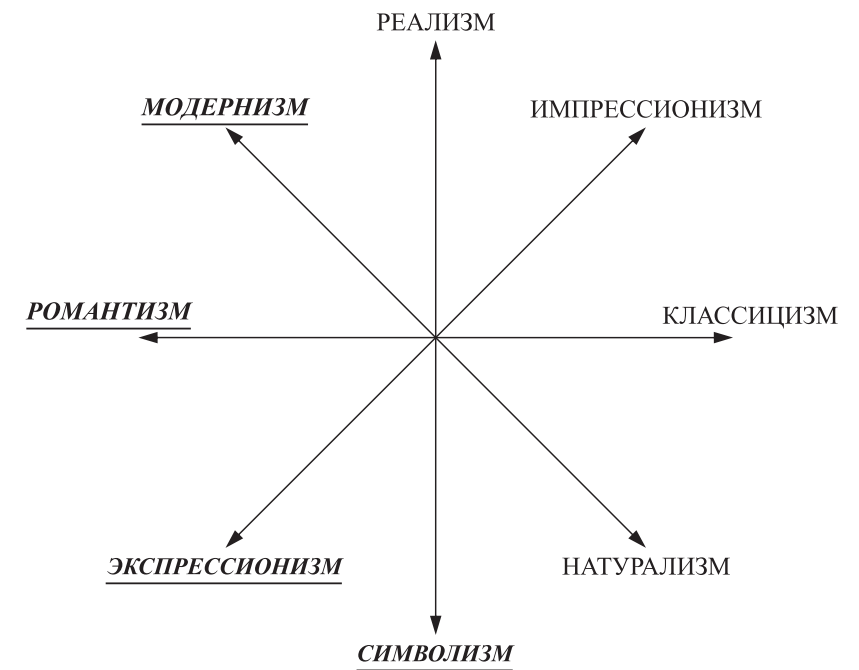 РЕАЛИЗМ
МОДЕРНИЗМ
ИМПРЕССИОНИЗМ
РОМАНТИЗМ
КЛАССИЦИЗМ
ЭКСПРЕССИОНИЗМ
НАТУРАЛИЗМ
СИМВОЛИЗМ